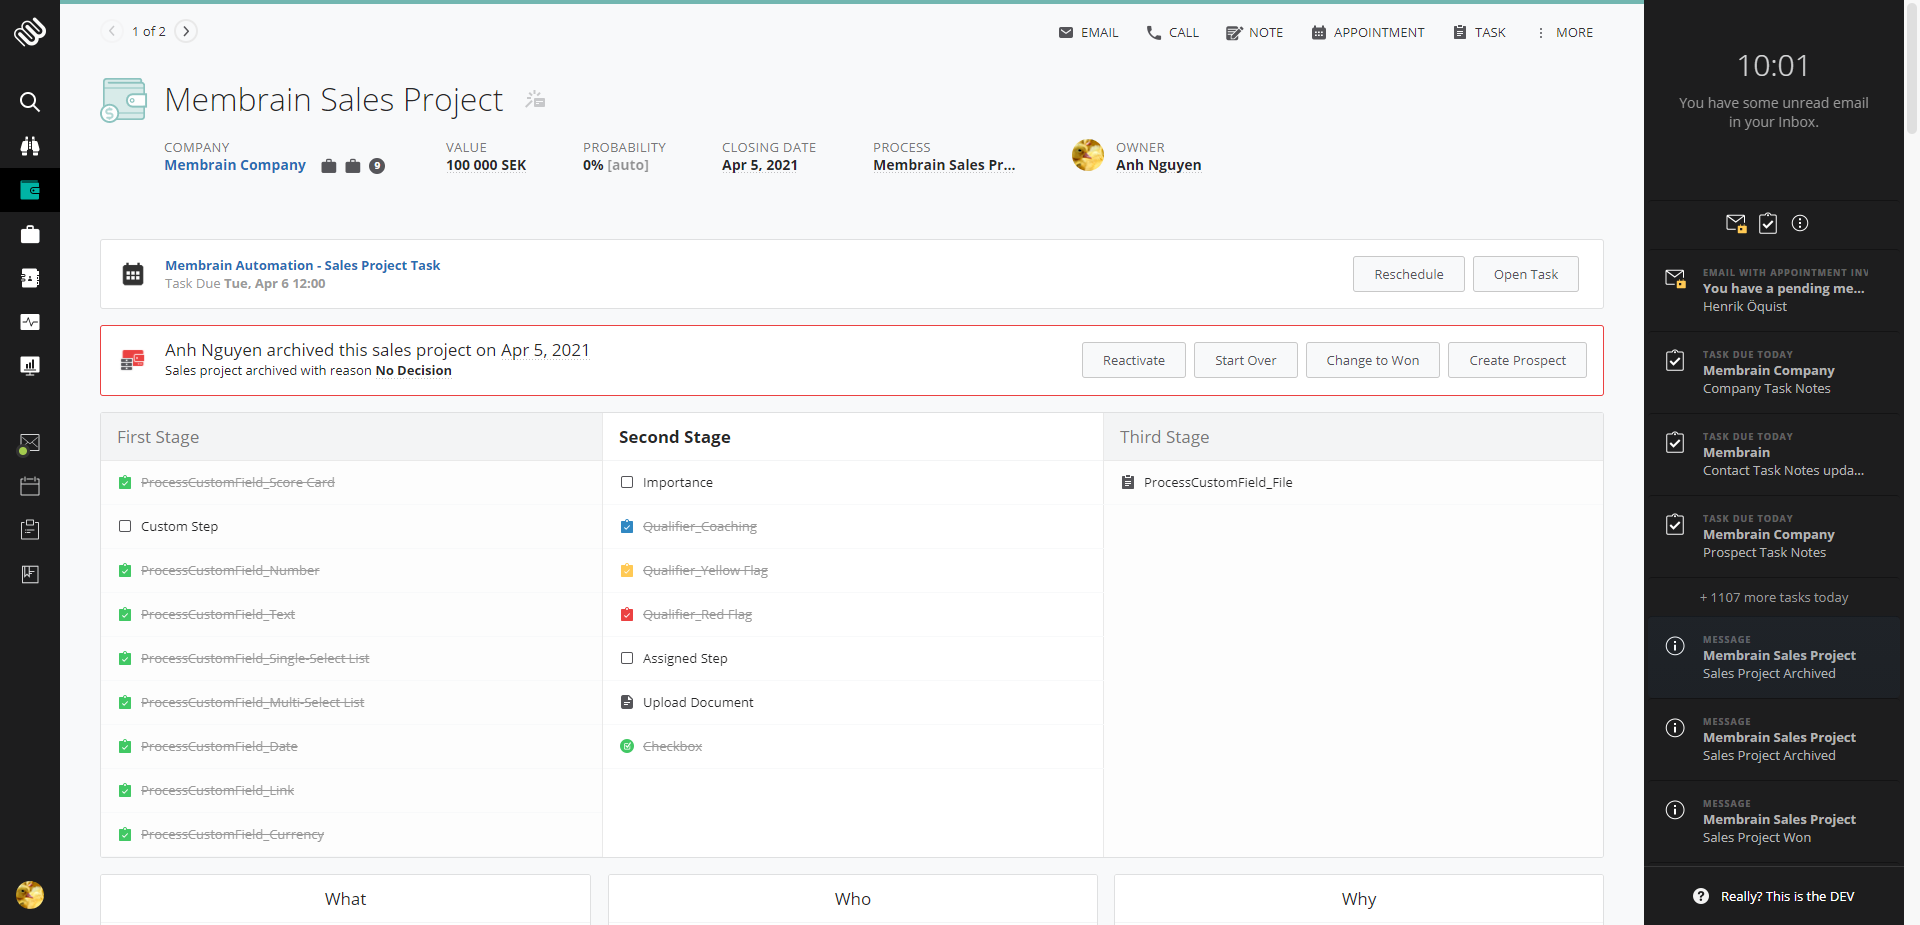 1 of 2
EMAIL
CALL
NOTE
APPOINTMENT
TASK
MORE
Membrain Sales Project
COMPANY
Membrain Company
9
VALUE
100 000 SEK
PROBABILITY
0% [auto]
CLOSING DATE
Apr 5, 2021
PROCESS
Membrain Sales Pr...
OWNER
Anh Nguyen
Membrain Automation - Sales Project Task
Task Due Tue, Apr 6 12:00
Reschedule
Open Task
Anh Nguyen archived this sales project on Apr 5, 2021
Sales project archived with reason No Decision
Reactivate
Start Over
Change to Won
Create Prospect
First Stage
ProcessCustomField_Score Card
Custom Step
ProcessCustomField_Number
ProcessCustomField_Text
ProcessCustomField_Single-Select List
ProcessCustomField_Multi-Select List
ProcessCustomField_Date
ProcessCustomField_Link
ProcessCustomField_Currency
Second Stage
Importance
Qualifier_Coaching
Qualifier_Yellow Flag
Qualifier_Red Flag
Assigned Step
Upload Document
Checkbox
Third Stage
ProcessCustomField_File
What
Who
Why
10:01
You have some unread email
in your Inbox.
EMAIL WITH APPOINTMENT INV
You have a pending me...
Henrik Öquist
TASK DUE TODAY
Membrain Company
Company Task Notes
TASK DUE TODAY
Membrain
Contact Task Notes upda...
TASK DUE TODAY
Membrain Company
Prospect Task Notes
+ 1107 more tasks today
MESSAGE
Membrain Sales Project
Sales Project Archived
MESSAGE
Membrain Sales Project
Sales Project Archived
MESSAGE
Membrain Sales Project
Sales Project Won
Really? This is the DEV